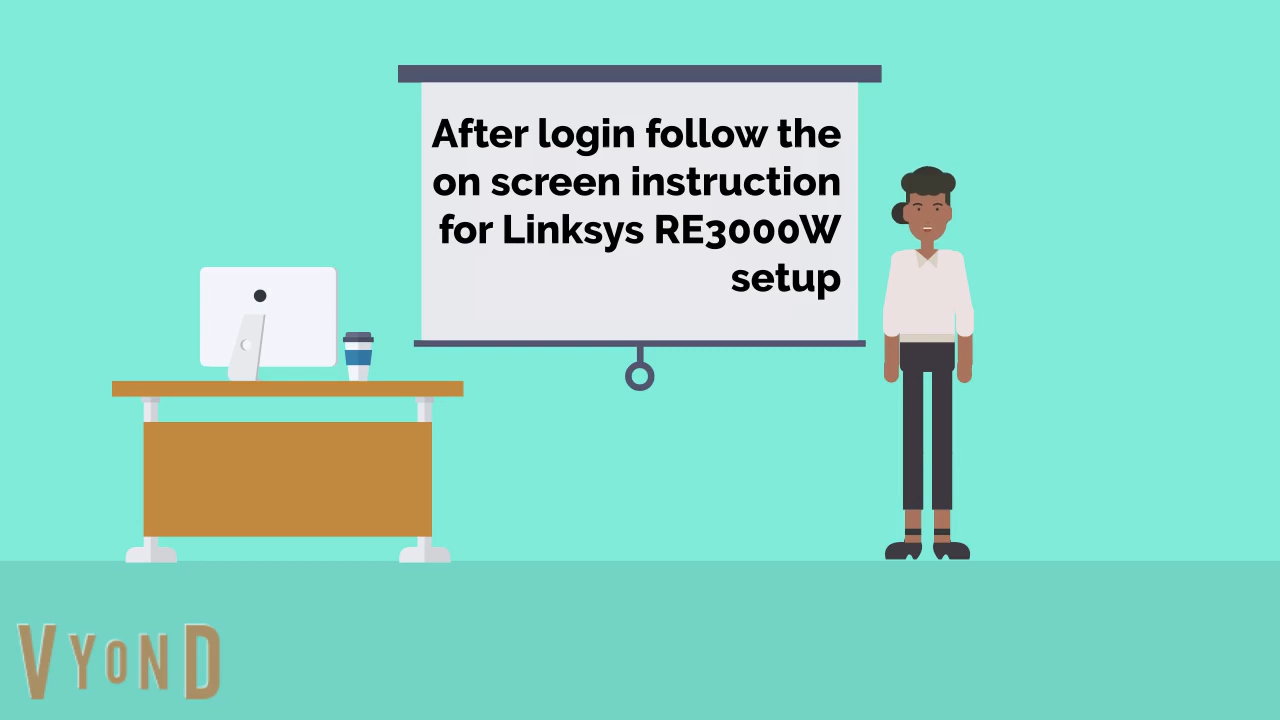 After login follow the
on screen instruction
for Linksys RE3000W
setup
VYOND